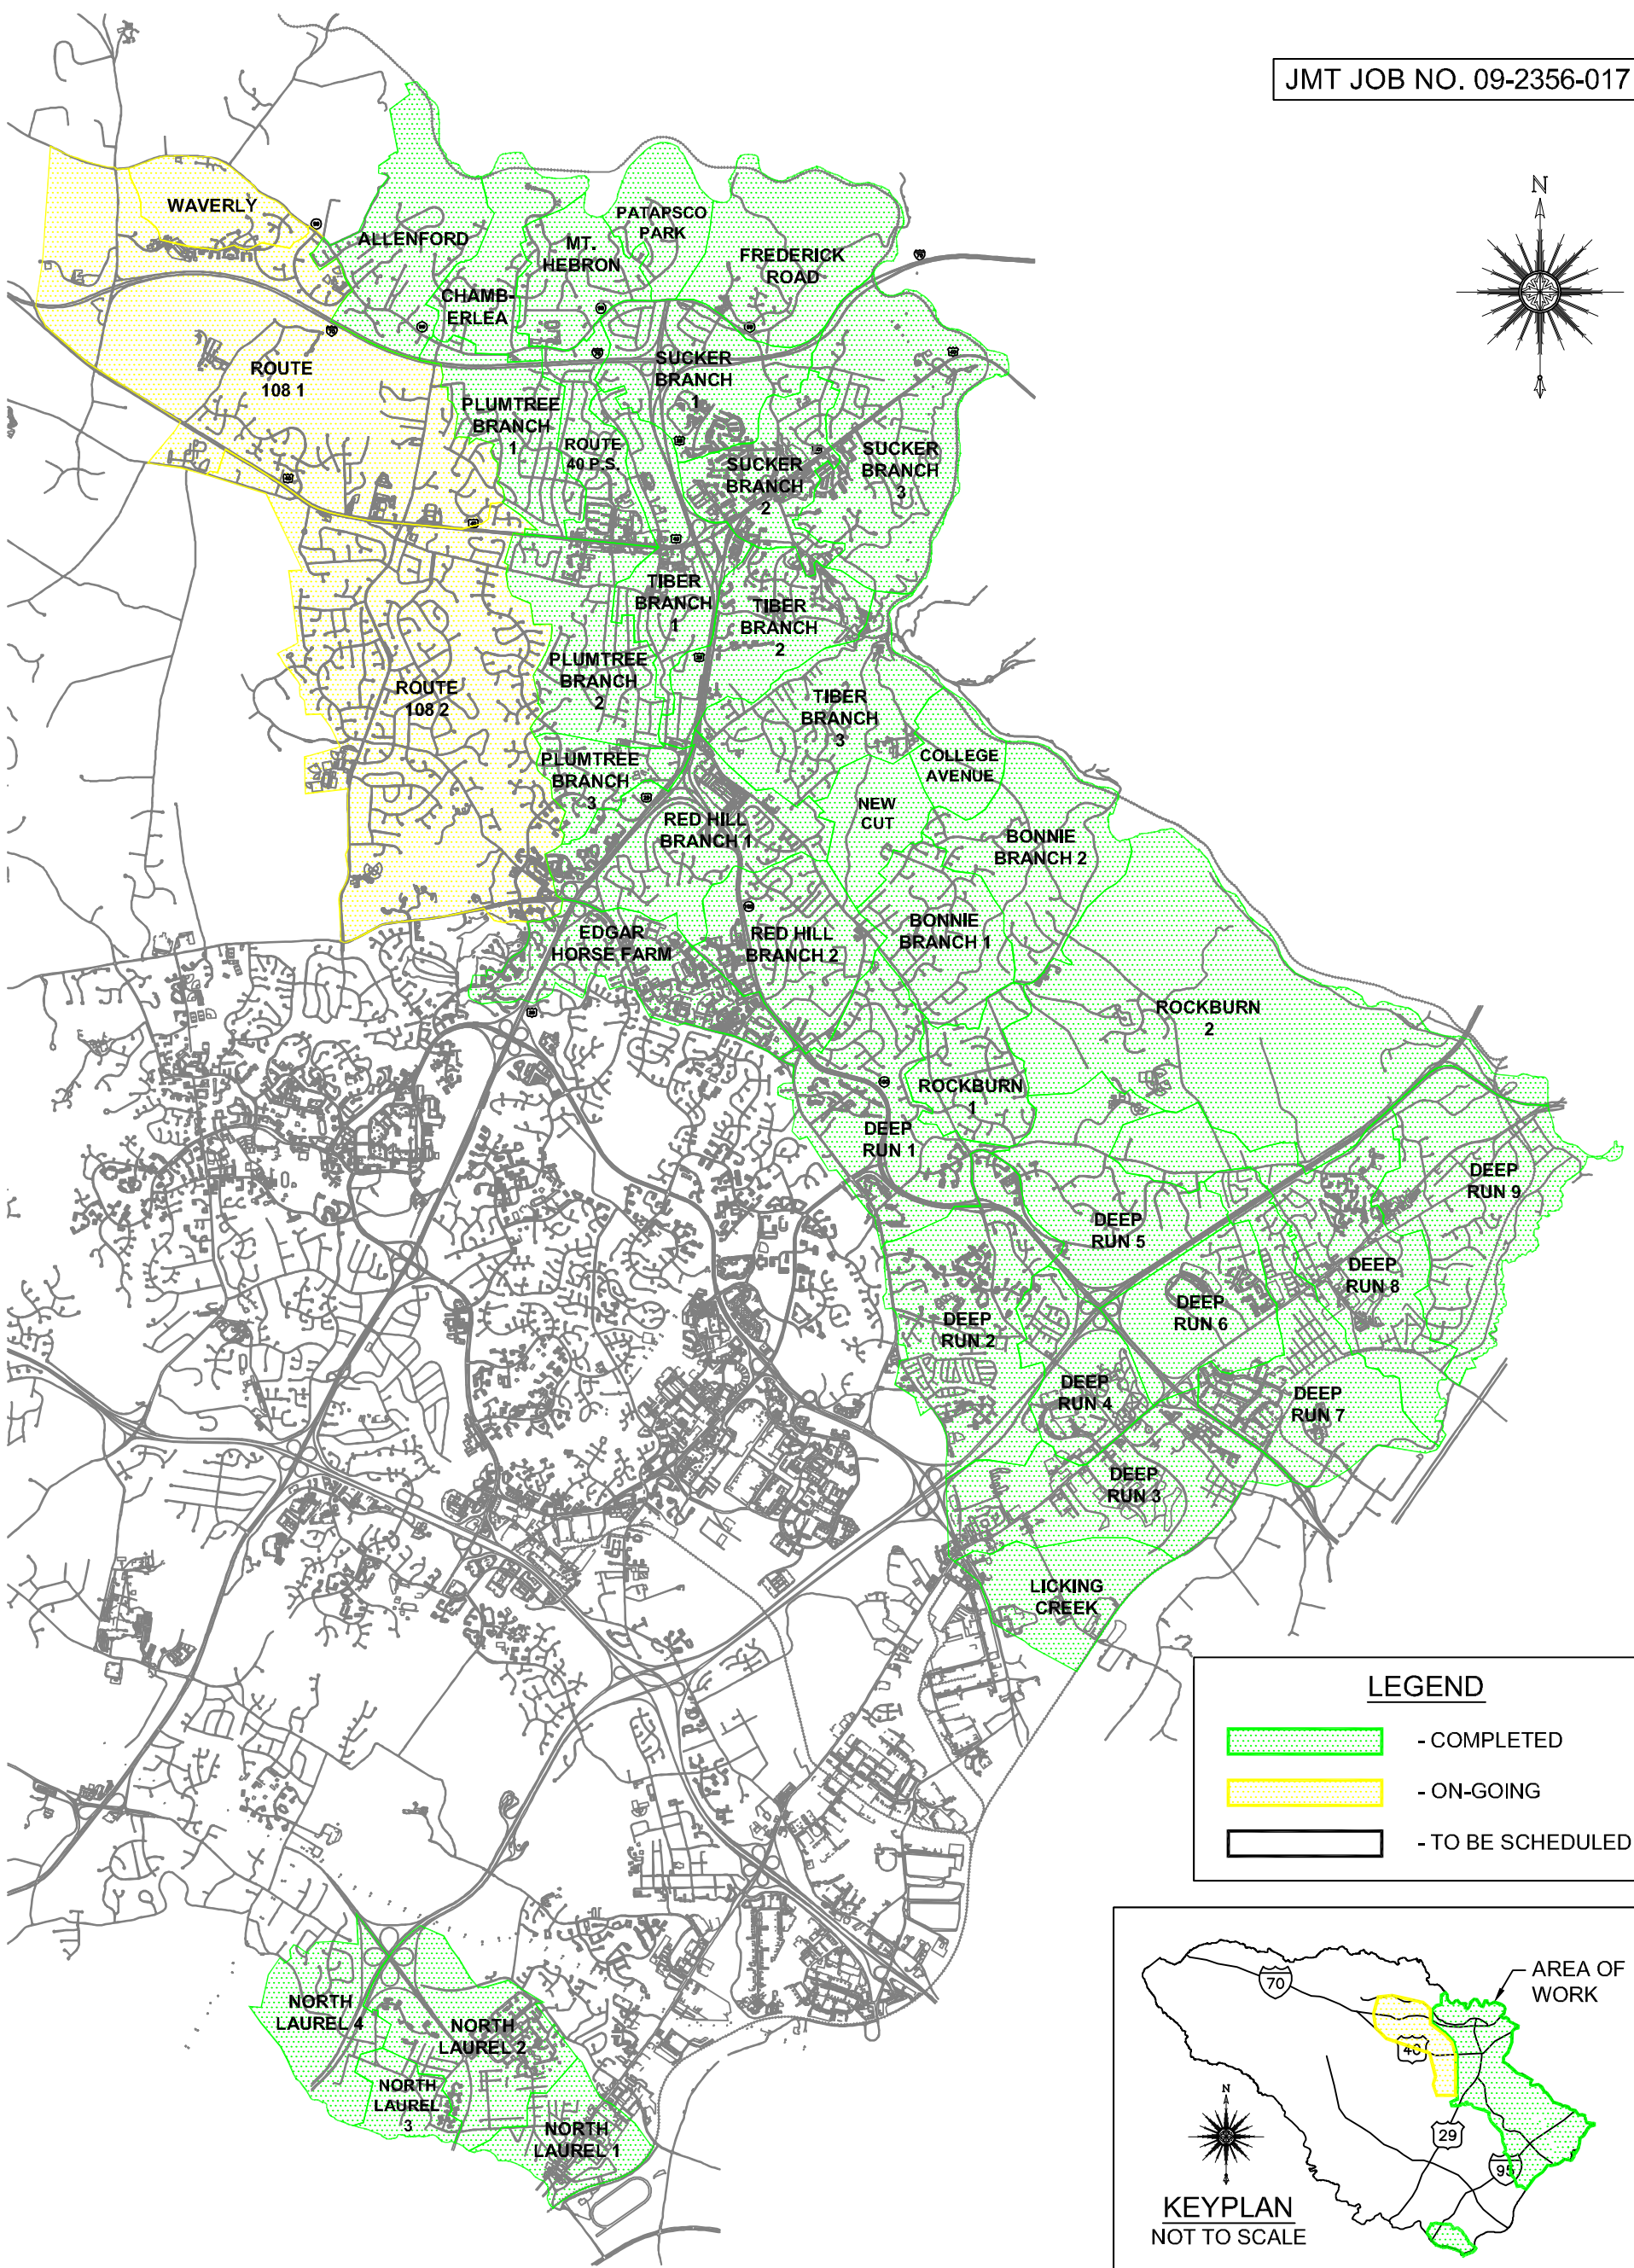 JMT JOB NO. 09-2356-017
N
WAVERLY
ALLENFORD
MT.
HEBRON
PATAPSCO
PARK
FREDERICK
ROAD
CHAMB-
ERLEA
ROUTE
108 1
PLUMTREE
BRANCH
1
ROUTE
40 P.S.
SUCKER
BRANCH
1
SUCKER
BRANCH
2
SUCKER
BRANCH
3
TIBER
BRANCH
1
TIBER
BRANCH
2
PLUMTREE
BRANCH
2
ROUTE
108 2
TIBER
BRANCH
3
COLLEGE
AVENUE
PLUMTREE
BRANCH
3
NEW
CUT
RED HILL
BRANCH 1
BONNIE
BRANCH 2
EDGAR
HORSE FARM
RED HILL
BRANCH 2
BONNIE
BRANCH 1
ROCKBURN
2
ROCKBURN
1
DEEP
RUN 1
DEEP
RUN 9
DEEP
RUN 5
DEEP
RUN 8
DEEP
RUN 6
DEEP
RUN 2
DEEP
RUN 4
DEEP
RUN 7
DEEP
RUN 3
LICKING
CREEK
LEGEND
- COMPLETED
- ON-GOING
- TO BE SCHEDULED
NORTH
LAUREL 4
NORTH
LAUREL 2
NORTH
LAUREL
3
NORTH
LAUREL 1
AREA OF
WORK
70
40
29
95
N
KEYPLAN
NOT TO SCALE